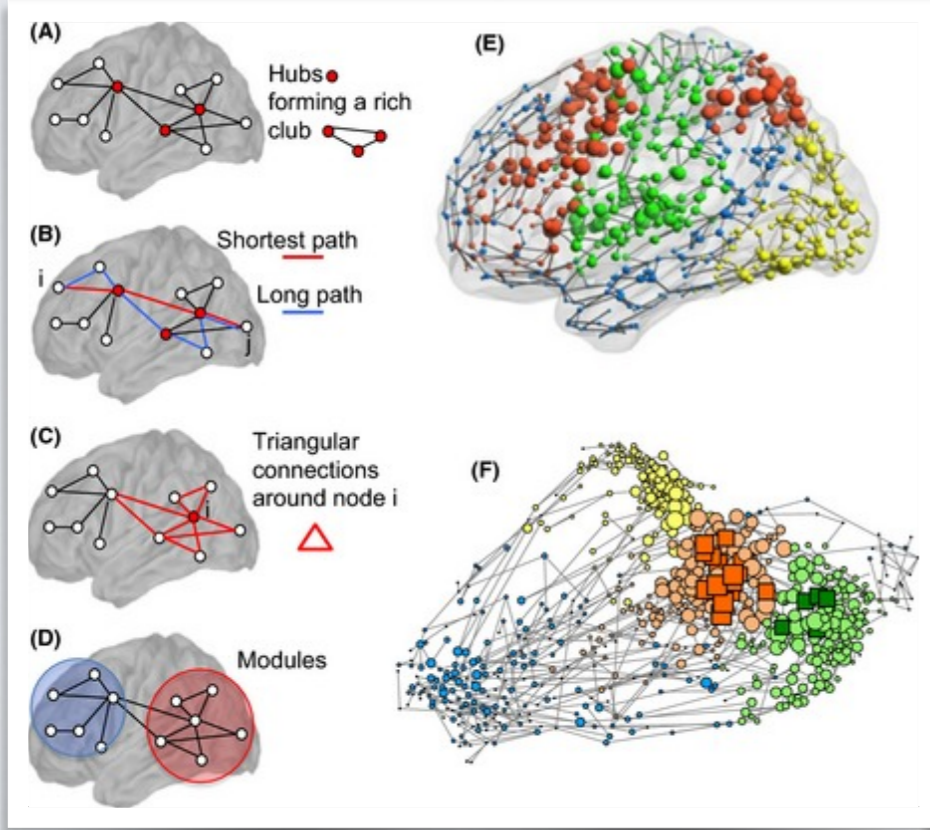 (A)
Hubs
forming a rich
club
(B)
Shortest path
i
Long path
j
(C)
Triangular
connections
around node i
i
(D)
Modules
(E)
(F)